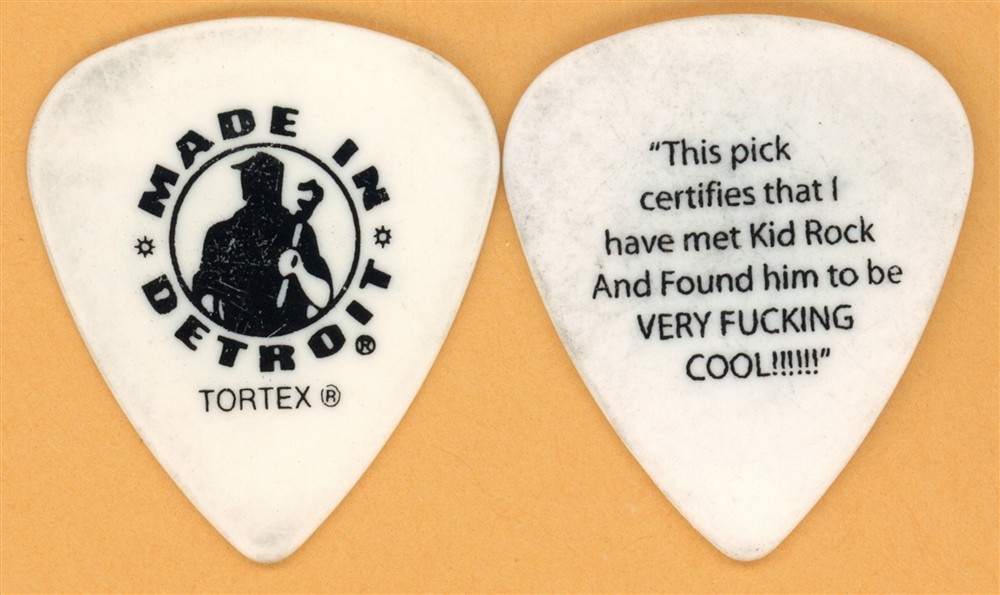 MADE IN
DETROIT®
TORTEX ®
“This pick
certifies that I
have met Kid Rock
And Found him to be
VERY FUCKING
COOL!!!!!!”